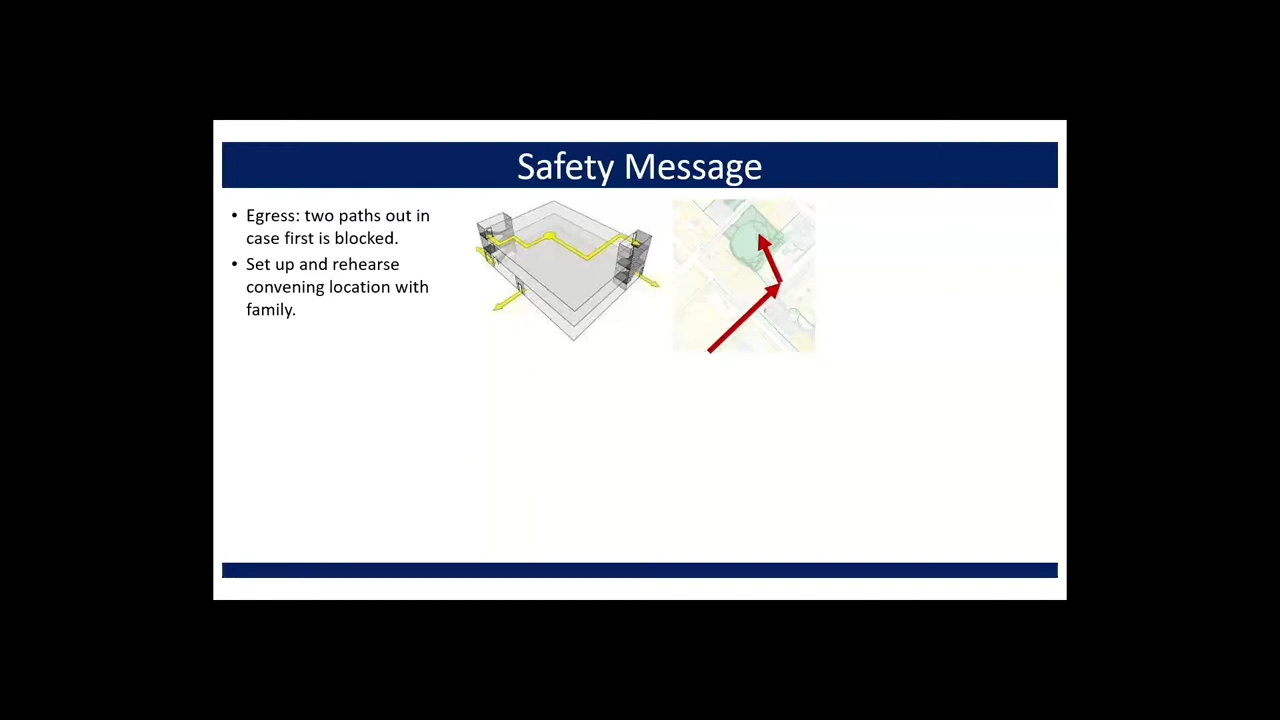 Safety Message
• Egress: two paths out in
case first is blocked.
• Set up and rehearse
convening location with
family.